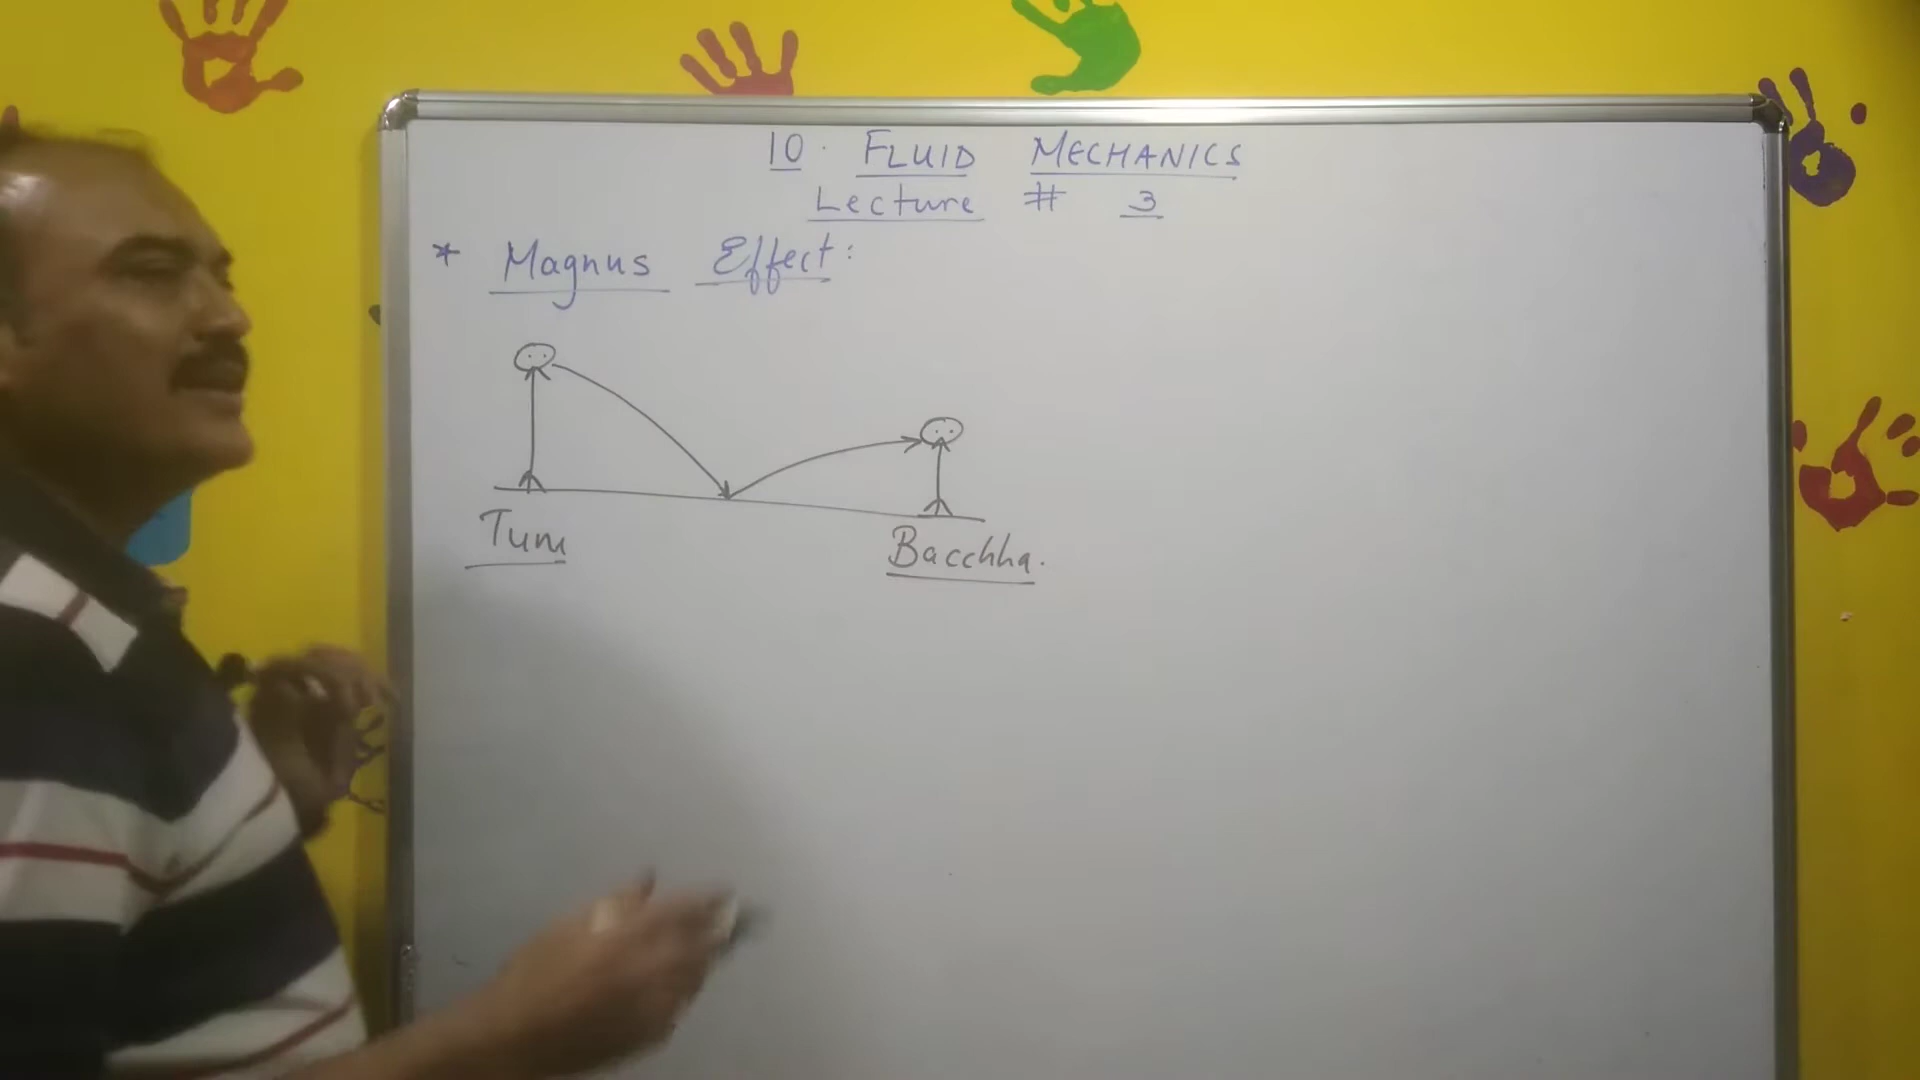 10. FLUID MECHANICS
Lecture # 3
* Magnus Effect:
Tum
Bacchha.